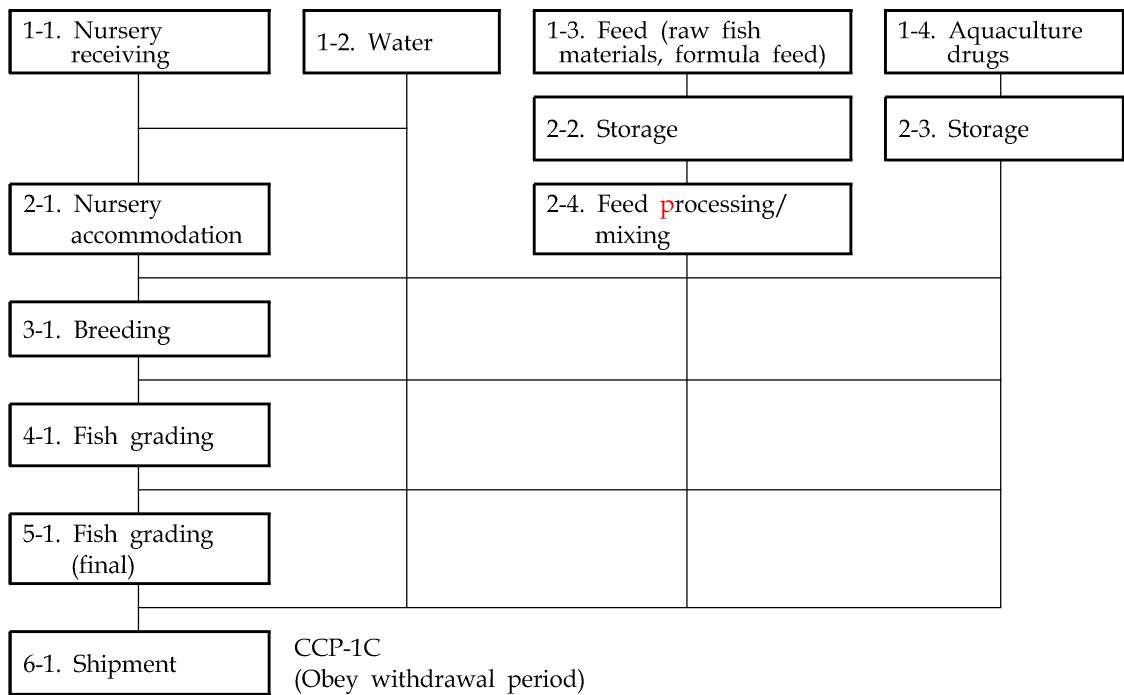 1-1. Nursery
receiving
1-2. Water
1-3. Feed (raw fish
materials, formula feed)
1-4. Aquaculture
drugs
2-2. Storage
2-3. Storage
2-1. Nursery
accommodation
2-4. Feed processing/
mixing
3-1. Breeding
4-1. Fish grading
5-1. Fish grading
(final)
6-1. Shipment
CCP-1C
(Obey withdrawal period)